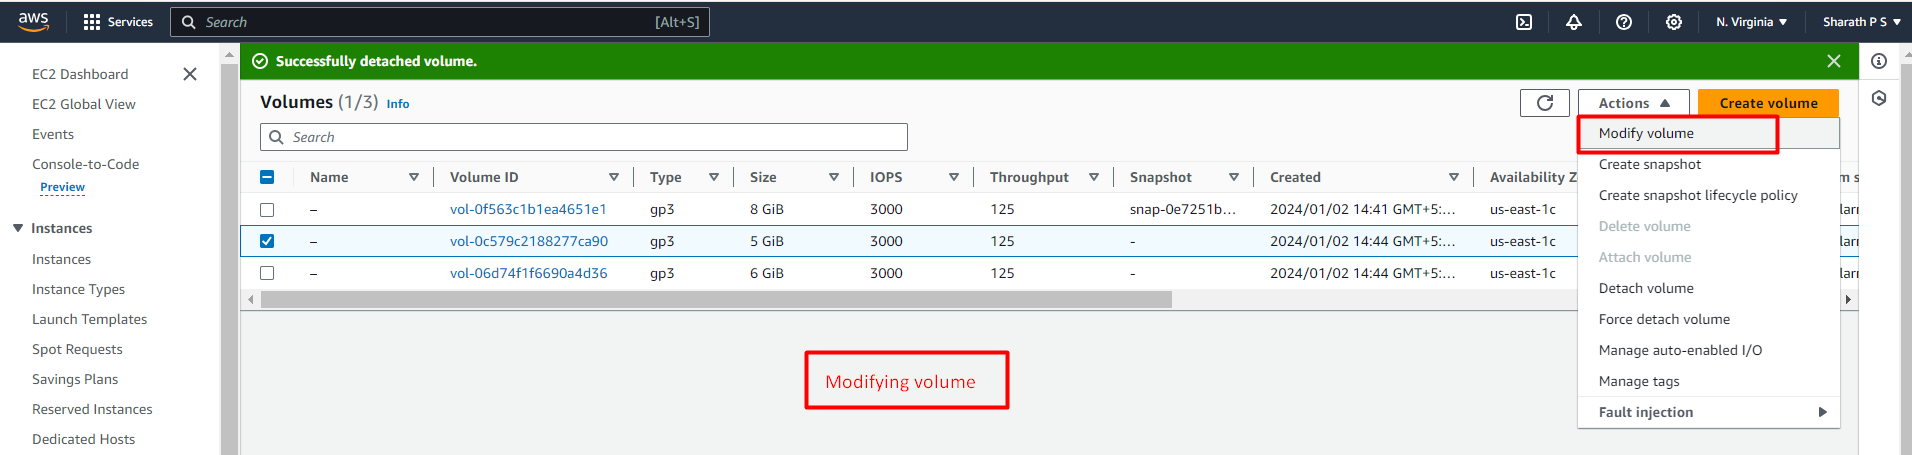 aws Services Search [Alt+S] N. Virginia Sharath P S
Successfully detached volume.
EC2 Dashboard
EC2 Global View
Events
Console-to-Code
Preview
Instances
Instances
Instance Types
Launch Templates
Spot Requests
Savings Plans
Reserved Instances
Dedicated Hosts
Volumes (1/3) Info
Actions
Create volume
Search
Name Volume ID Type Size IOPS Throughput Snapshot Created Availability Z
– vol-0f563c1b1ea4651e1 gp3 8 GiB 3000 125 snap-0e7251b... 2024/01/02 14:41 GMT+5:... us-east-1c
– vol-0c579c2188277ca90 gp3 5 GiB 3000 125 - 2024/01/02 14:44 GMT+5:... us-east-1c
– vol-06d74f1f6690a4d36 gp3 6 GiB 3000 125 - 2024/01/02 14:44 GMT+5:... us-east-1c
Modify volume
Create snapshot
Create snapshot lifecycle policy
Delete volume
Attach volume
Detach volume
Force detach volume
Manage auto-enabled I/O
Manage tags
Fault injection
Modifying volume